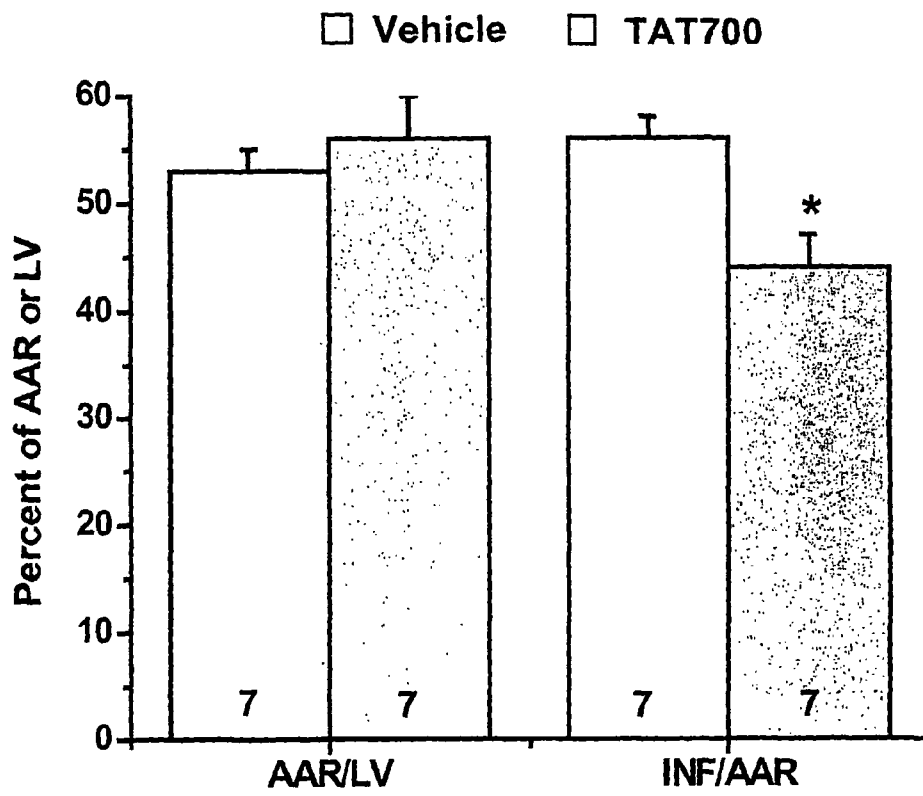 Vehicle TAT700
Percent of AAR or LV
60
50
40
30
20
10
0
*
7 7 7 7
AAR/LV INF/AAR